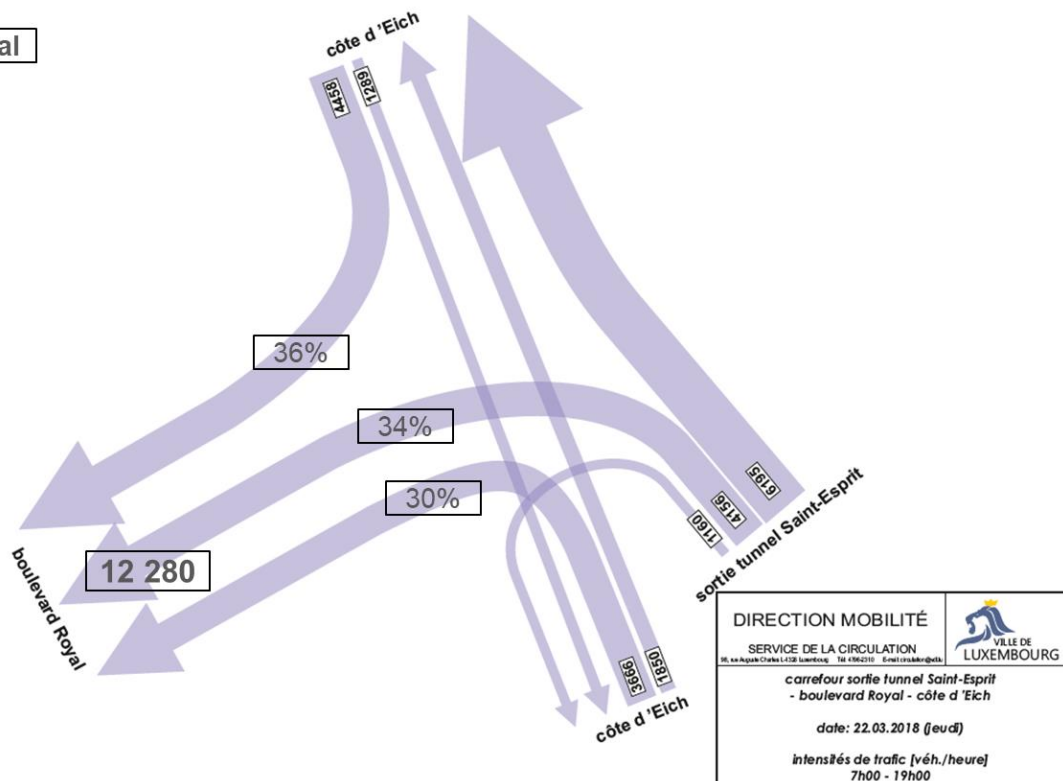 al
côte d 'Eich
4458
1289
36%
34%
30%
6195
4156
1160
sortie tunnel Saint-Esprit
boulevard Royal
12 280
3666
1850
côte d 'Eich
DIRECTION MOBILITÉ
SERVICE DE LA CIRCULATION
VILLE DE
LUXEMBOURG
carrefour sortie tunnel Saint-Esprit
- boulevard Royal - côte d 'Eich
date: 22.03.2018 (jeudi)
intensités de trafic [véh./heure]
7h00 - 19h00